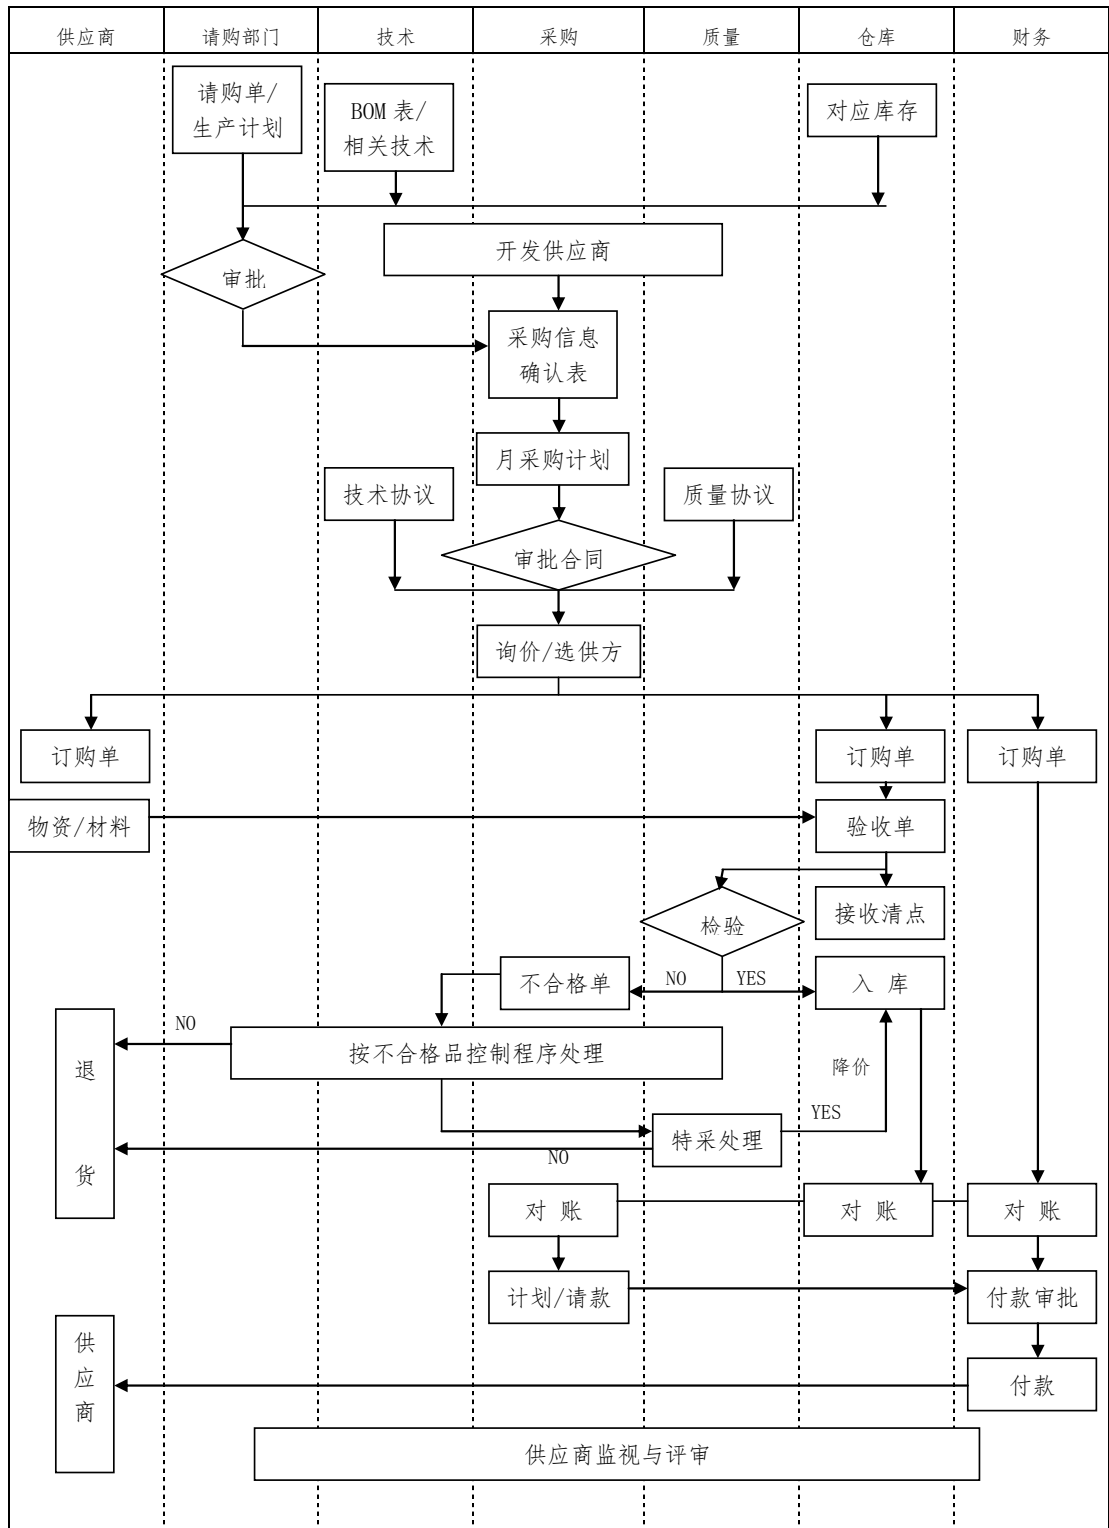 供应商 请购部门 技术 采购 质量 仓库 财务
请购单/
生产计划
BOM 表/
相关技术
对应库存
开发供应商
审批
采购信息
确认表
月采购计划
技术协议
质量协议
审批合同
询价/选供方
订购单
订购单
订购单
物资/材料
验收单
检验
接收清点
不合格单
NO
YES
入 库
NO
按不合格品控制程序处理
降价
退
货
YES
特采处理
NO
对 账
对 账
对 账
计划/请款
付款审批
供
应
商
付款
供应商监视与评审